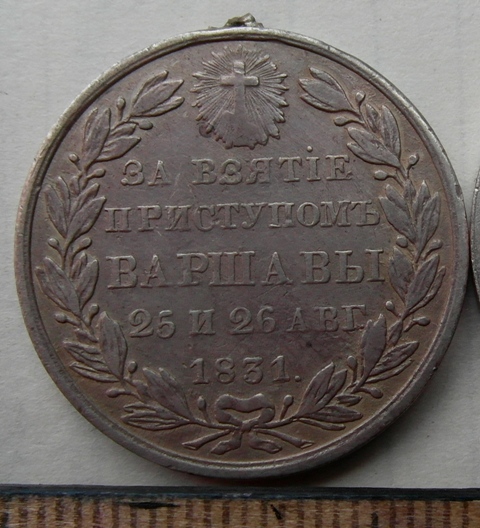 ЗА ВЗЯТІЕ
ПРИСТУПОМЪ
ВАРШАВЫ
25 И 26 АВГ.
1831.